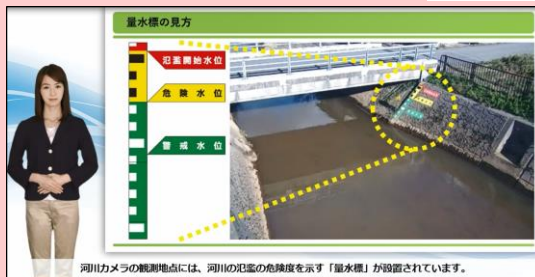 量水標の見方
氾濫開始水位
危険水位
警戒水位
河川カメラの観測地点には、河川の氾濫の危険度を示す「量水標」が設置されています。